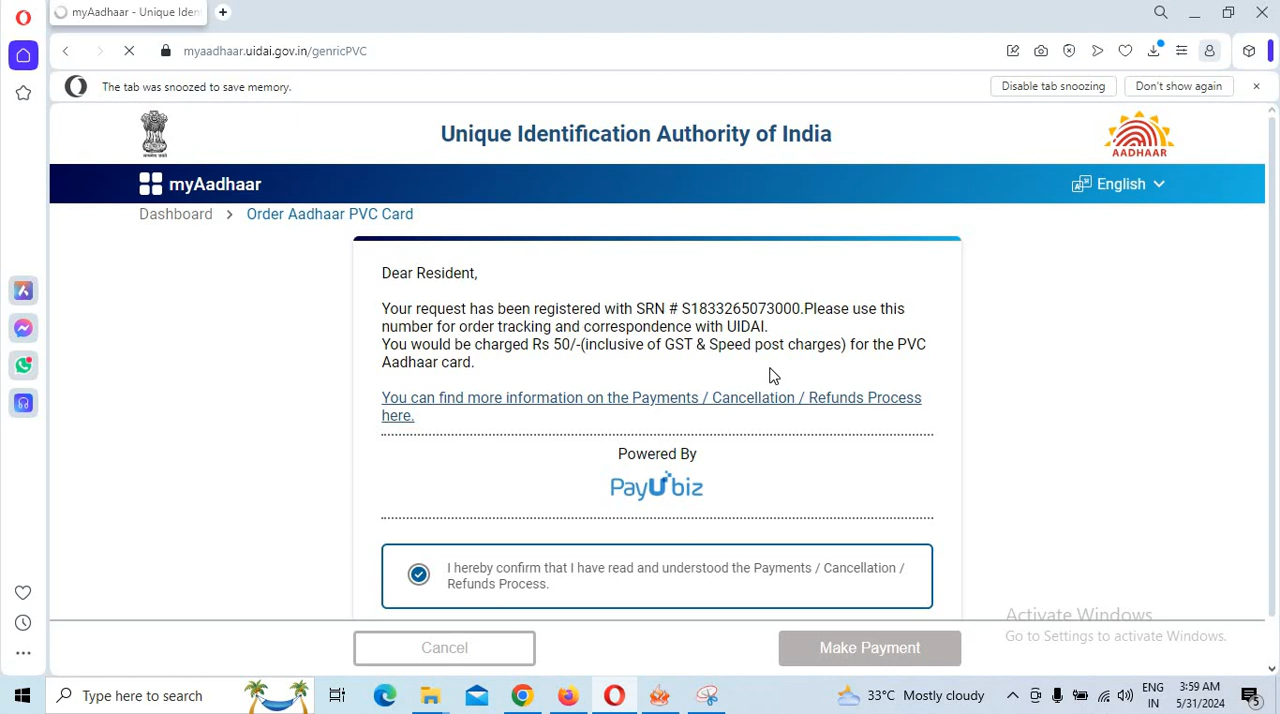 myAadhaar - Unique Iden
myaadhaar.uidai.gov.in/genricPVC
The tab was snoozed to save memory.
Disable tab snoozing
Don't show again
Unique Identification Authority of India
AADHAAR
myAadhaar
English
Dashboard > Order Aadhaar PVC Card
Dear Resident,
Your request has been registered with SRN # S1833265073000.Please use this
number for order tracking and correspondence with UIDAI.
You would be charged Rs 50/-(inclusive of GST & Speed post charges) for the PVC
Aadhaar card.
You can find more information on the Payments / Cancellation / Refunds Process
here.
Powered By
PayUbiz
I hereby confirm that I have read and understood the Payments / Cancellation /
Refunds Process.
Activate Windows
Go to Settings to activate Windows.
Cancel
Make Payment
Type here to search
33°C Mostly cloudy
ENG
IN
3:59 AM
5/31/2024
5